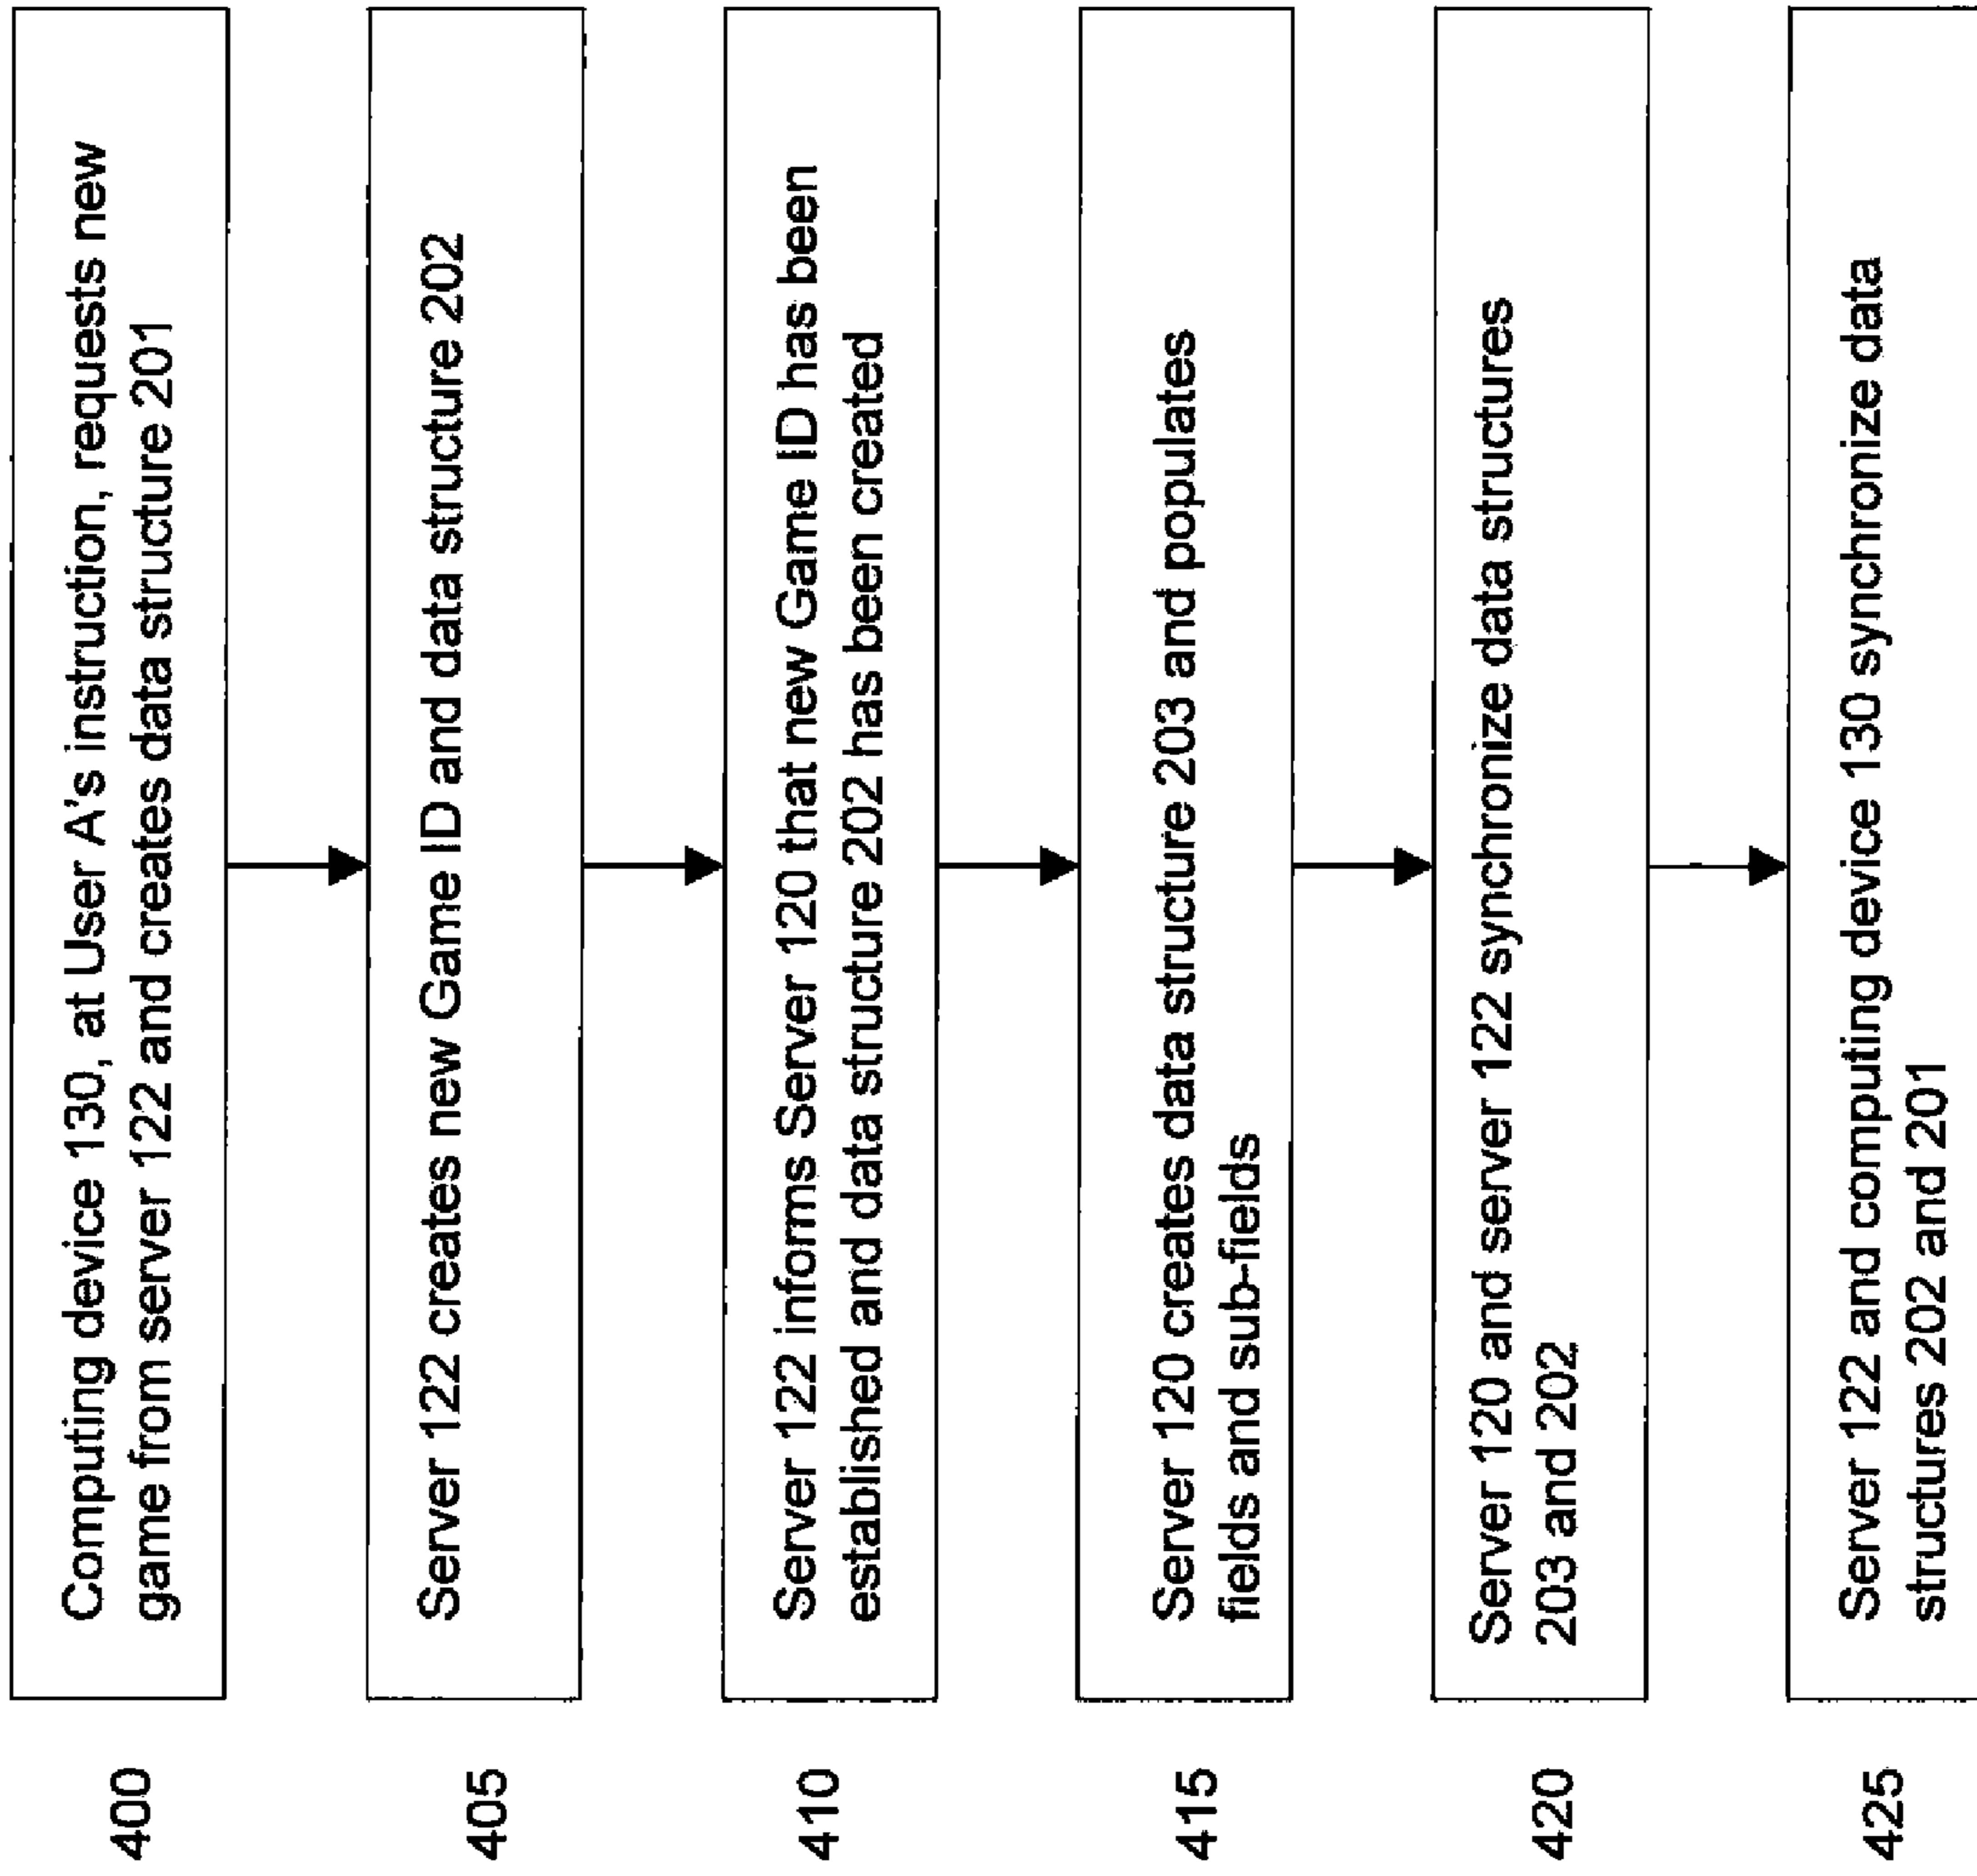 400
Computing device 130, at User A's instruction, requests new
game from server 122 and creates data structure 201
405
Server 122 creates new Game ID and data structure 202
410
Server 122 informs Server 120 that new Game ID has been
established and data structure 202 has been created
415
Server 120 creates data structure 203 and populates
fields and sub-fields
420
Server 120 and server 122 synchronize data structures
203 and 202
425
Server 122 and computing device 130 synchronize data
structures 202 and 201